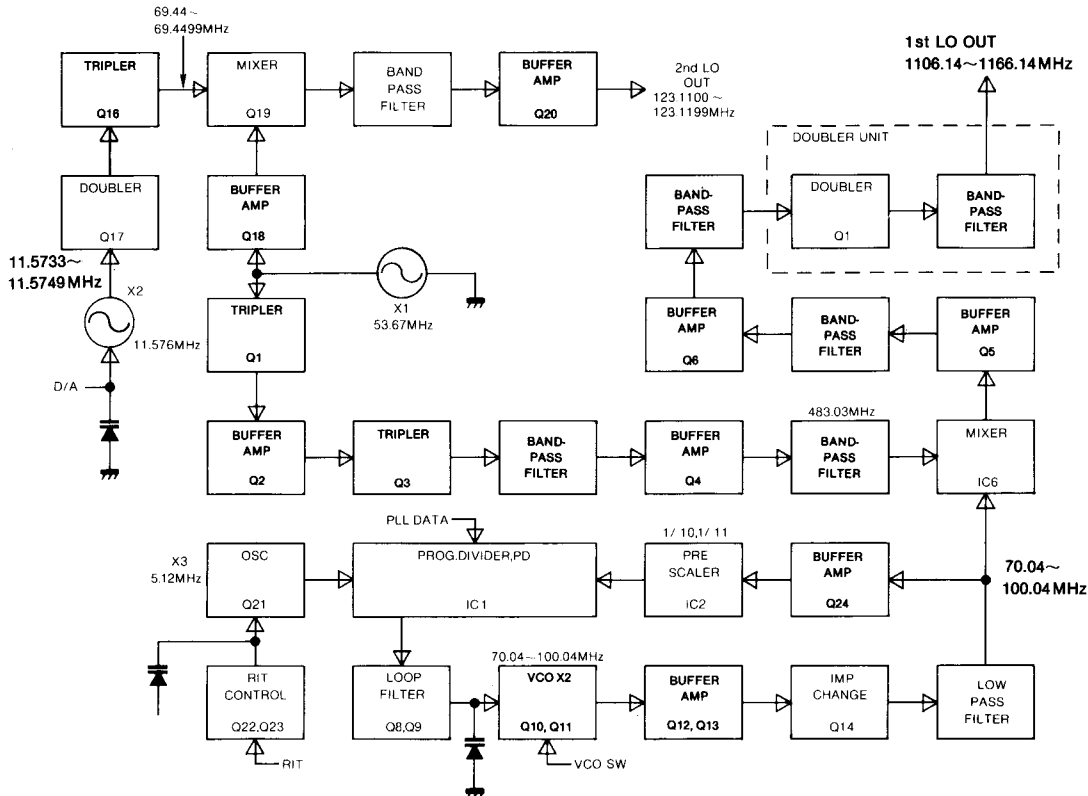 69.44～
69.4499MHz
TRIPLER
Q16
MIXER
Q19
BAND
PASS
FILTER
BUFFER
AMP
Q20
2nd LO
OUT
123.1100～
123.1199MHz
1st LO OUT
1106.14～1166.14MHz
DOUBLER UNIT
DOUBLER
Q17
BUFFER
AMP
Q18
BAND-
PASS
FILTER
DOUBLER
Q1
BAND-
PASS
FILTER
11.5733～
11.5749MHz
X2
11.576MHz
D/A
X1
53.67MHz
TRIPLER
Q1
BUFFER
AMP
Q6
BAND-
PASS
FILTER
BUFFER
AMP
Q5
BUFFER
AMP
Q2
TRIPLER
Q3
BAND-
PASS
FILTER
BUFFER
AMP
Q4
483.03MHz
BAND-
PASS
FILTER
MIXER
IC6
PLL DATA
X3
5.12MHz
OSC
Q21
PROG.DIVIDER,PD
IC1
1/10,1/11
PRE
SCALER
IC2
BUFFER
AMP
Q24
70.04～
100.04MHz
RIT
CONTROL
Q22,Q23
RIT
LOOP
FILTER
Q8,Q9
70.04～100.04MHz
VCO X2
Q10, Q11
VCO SW
BUFFER
AMP
Q12, Q13
IMP
CHANGE
Q14
LOW
PASS
FILTER